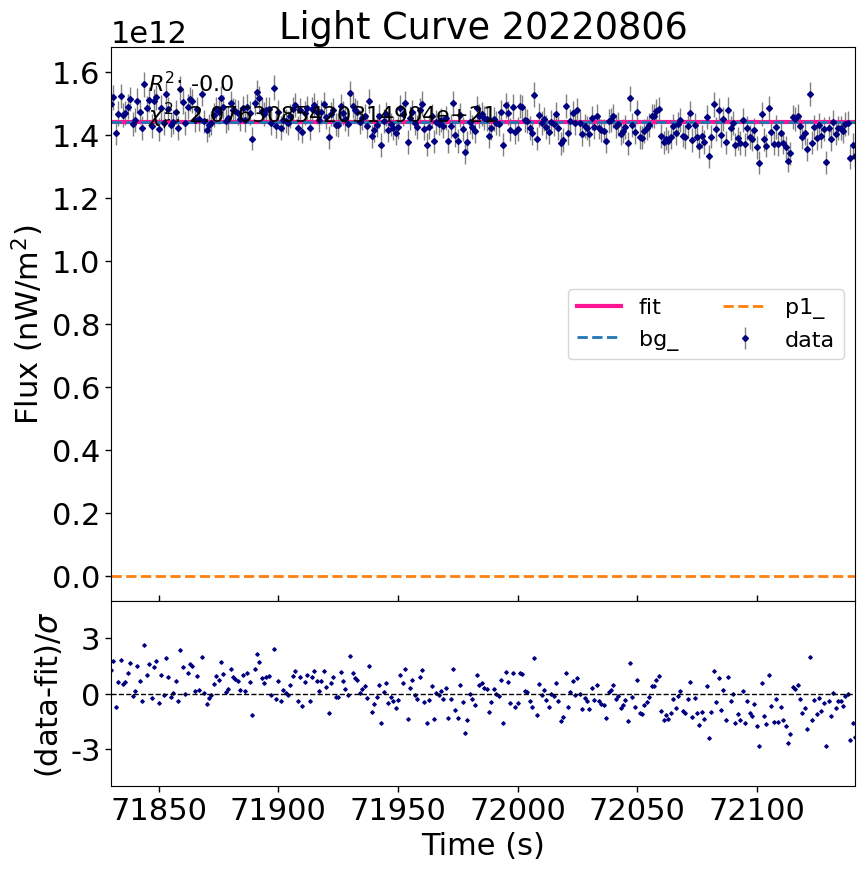 Light Curve 20220806
1e12
R²: -0.0
1.6
1.4
1.2
1.0
0.8
0.6
0.4
0.2
0.0
Flux (nW/m²)
fit
bg_
p1_
data
3
0
-3
(data-fit)/σ
71850 71900 71950 72000 72050 72100
Time (s)